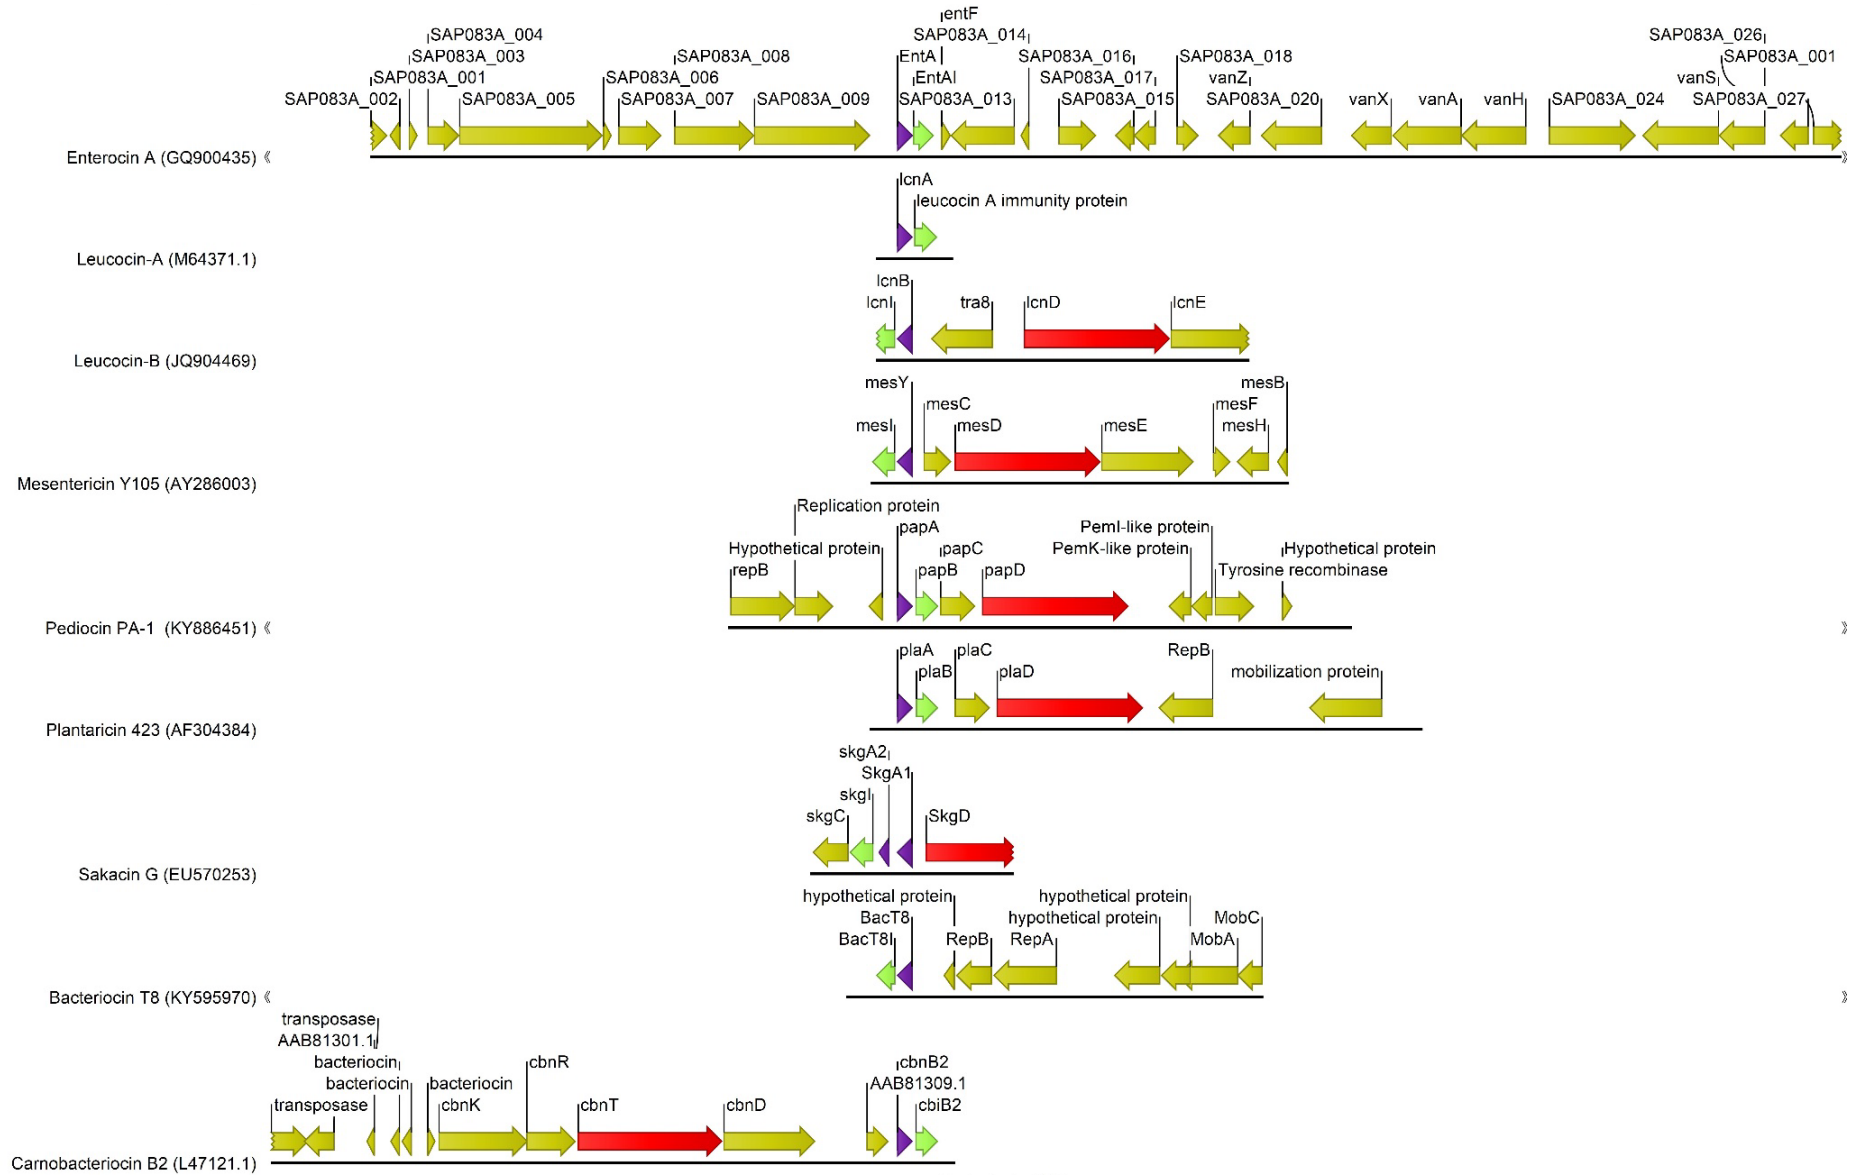 entF
SAP083A_004 SAP083A_014 SAP083A_026
SAP083A_003 SAP083A_008 EntA SAP083A_016 SAP083A_018 SAP083A_001
SAP083A_001 SAP083A_006 EntAI SAP083A_017 vanZ vanS
SAP083A_002 SAP083A_005 SAP083A_007 SAP083A_009 SAP083A_013 SAP083A_015 SAP083A_020 vanX vanA vanH SAP083A_024 SAP083A_027
Enterocin A (GQ900435) 《 》
lcnA
leucocin A immunity protein
Leucocin-A (M64371.1)
lcnB
lcnI tra8 lcnD lcnE
Leucocin-B (JQ904469)
mesY mesB
mesC mesF
mesI mesD mesE mesH
Mesentericin Y105 (AY286003)
Replication protein
papA PemI-like protein
Hypothetical protein papC PemK-like protein Hypothetical protein
repB papB papD Tyrosine recombinase
Pediocin PA-1 (KY886451) 《 》
plaA plaC RepB
plaB plaD mobilization protein
Plantaricin 423 (AF304384)
skgA2
SkgA1
skgI
skgC SkgD
Sakacin G (EU570253)
hypothetical protein hypothetical protein
BacT8 hypothetical protein MobC
BacT8I RepB RepA MobA
Bacteriocin T8 (KY595970) 《 》
transposase
AAB81301.1
bacteriocin cbnR cbnB2
bacteriocin bacteriocin AAB81309.1
transposase cbnK cbnT cbnD cbiB2
Carnobacteriocin B2 (L47121.1)